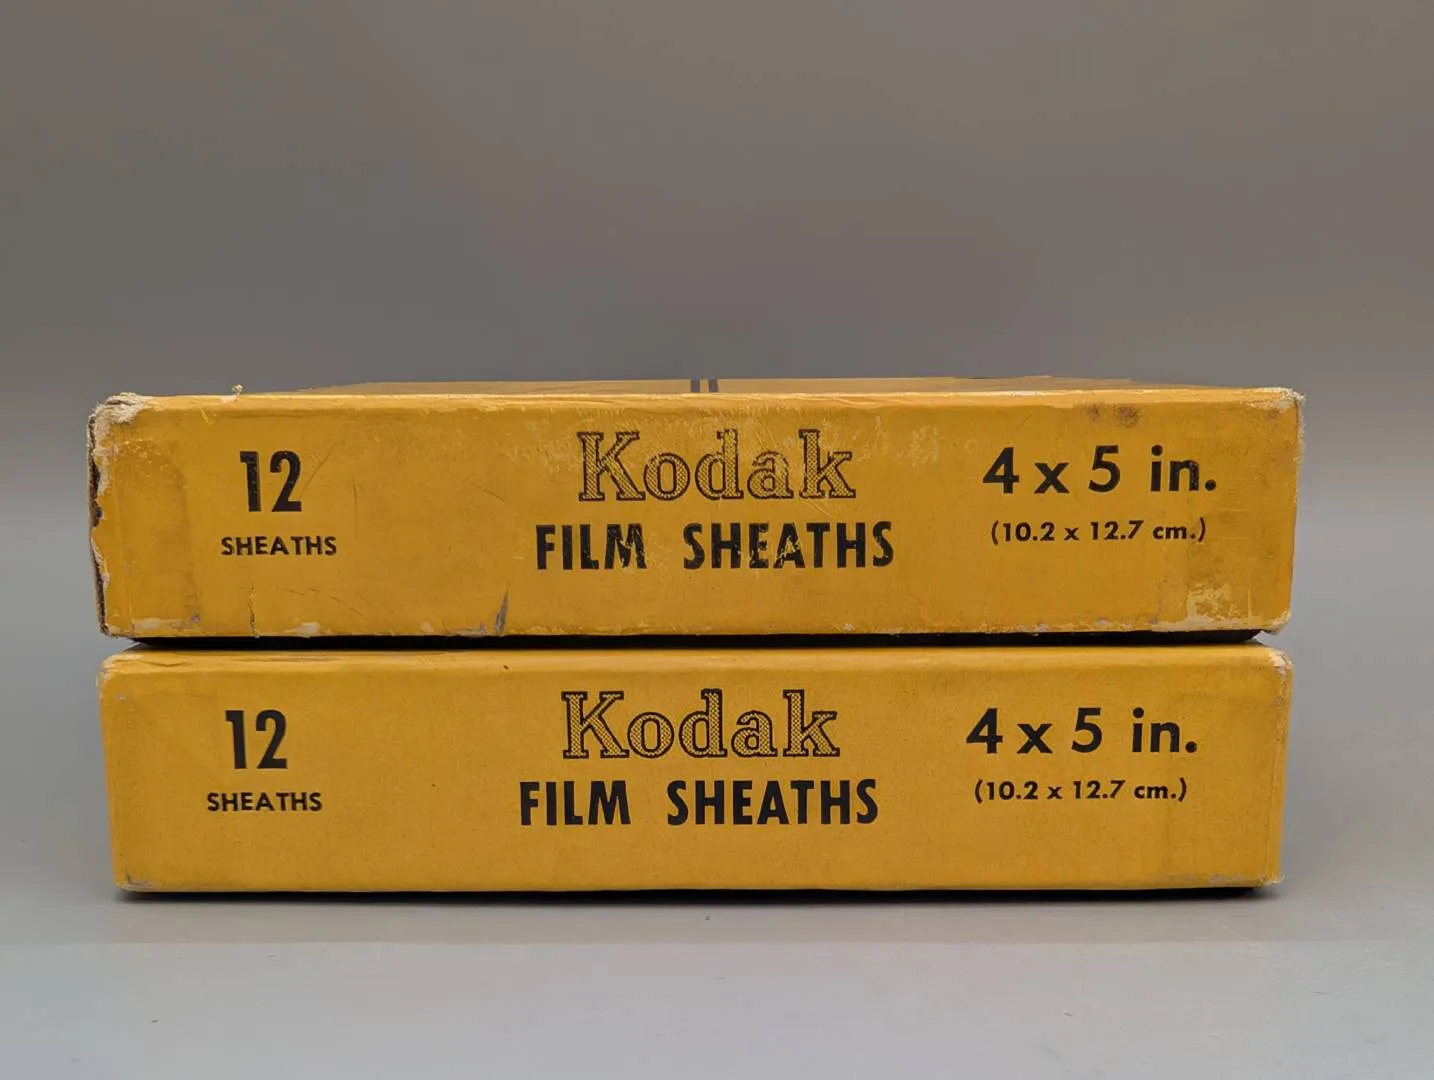 12
SHEATHS
Kodak
FILM SHEATHS
4 x 5 in.
(10.2 x 12.7 cm.)
12
SHEATHS
Kodak
FILM SHEATHS
4 x 5 in.
(10.2 x 12.7 cm.)